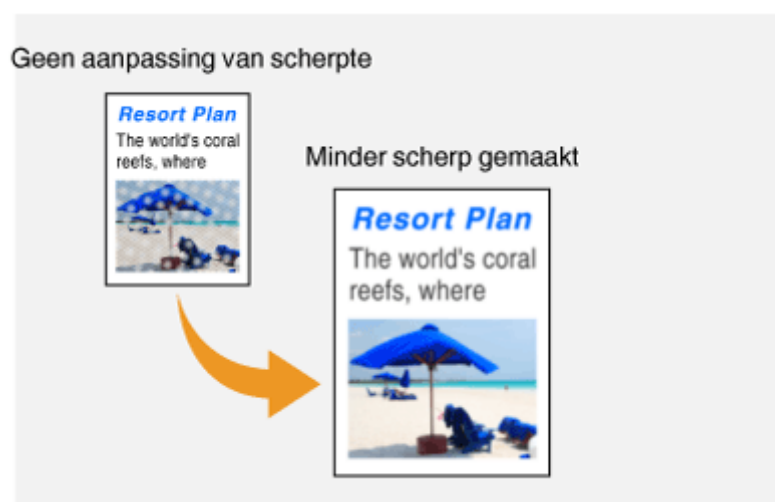 Geen aanpassing van scherpte
Resort Plan
The world's coral
reefs, where
Minder scherp gemaakt
Resort Plan
The world's coral
reefs, where